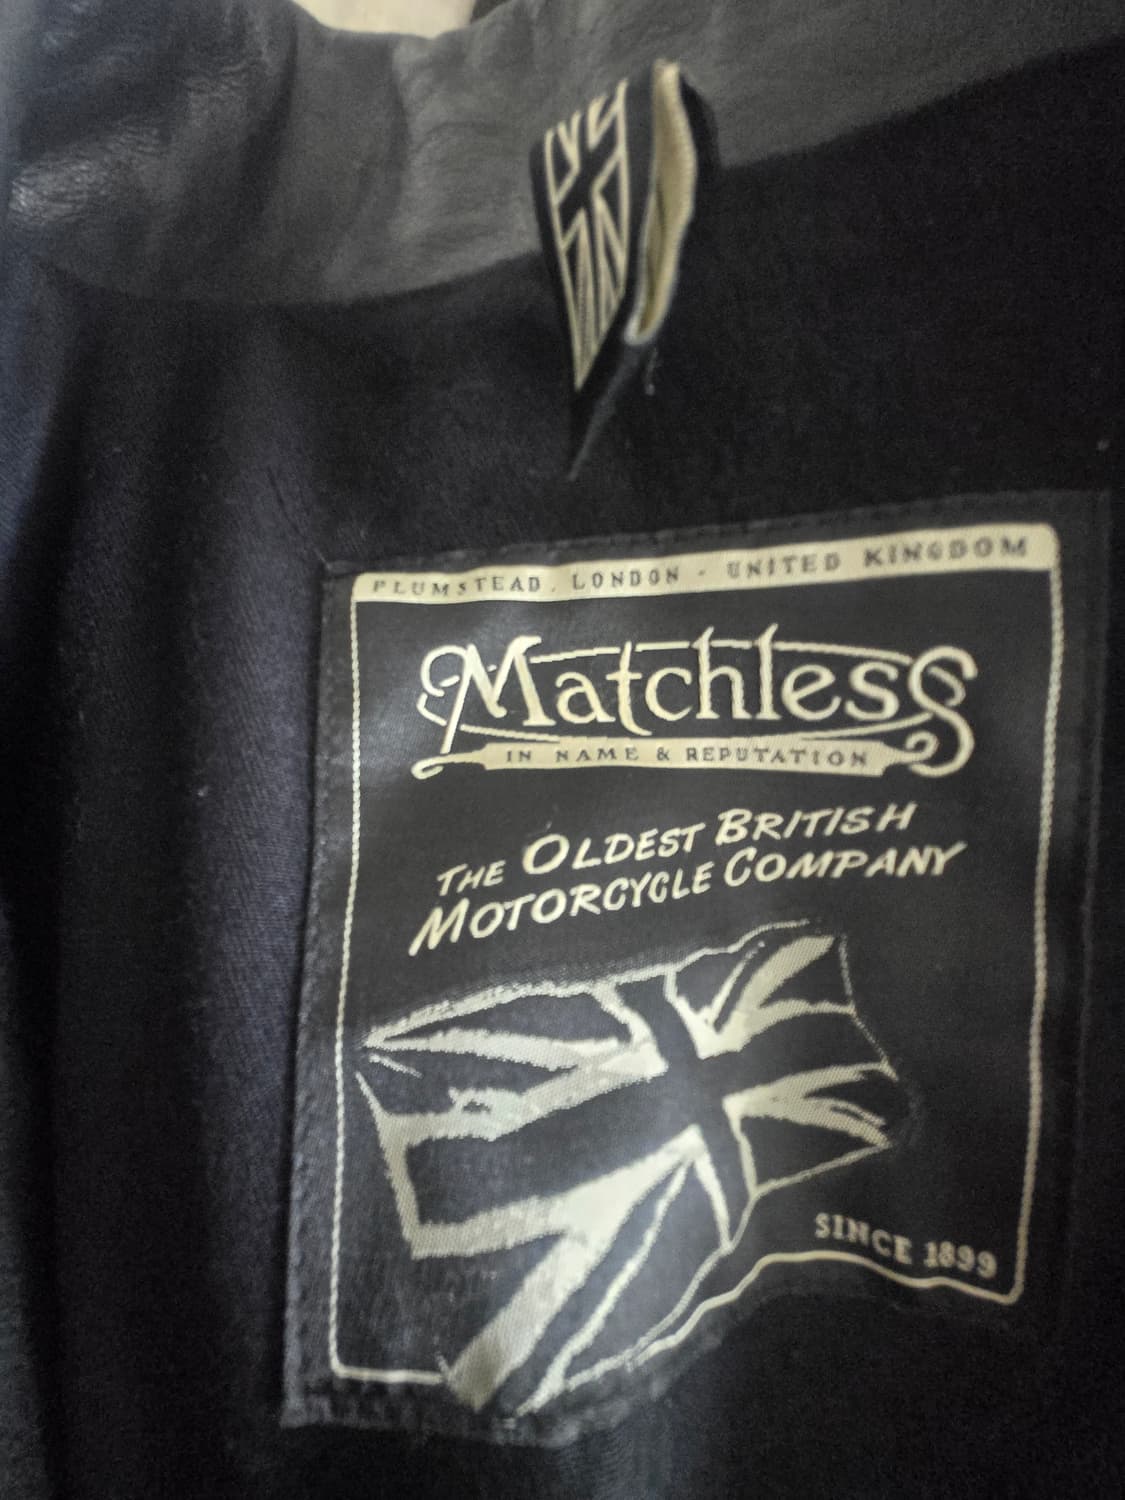 PLUMSTEAD . LONDON - UNITED KINGDOM
Matchless
IN NAME & REPUTATION
THE OLDEST BRITISH
MOTORCYCLE COMPANY
SINCE 1899